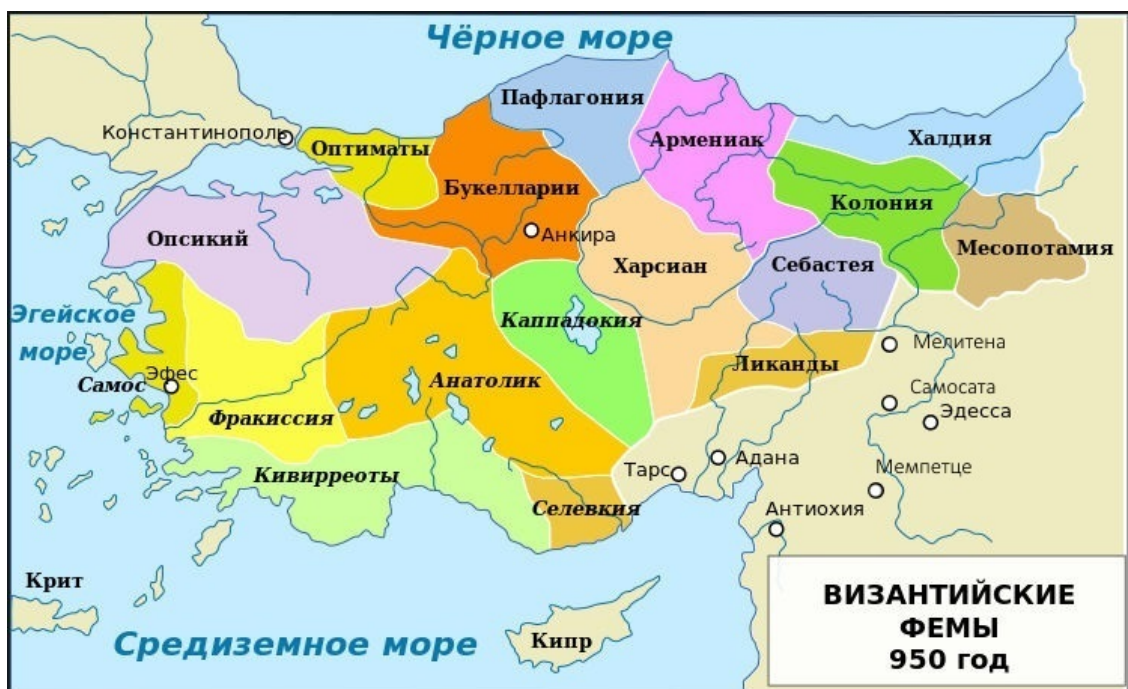 Чёрное море
Пафлагония
Константинополь
Оптиматы
Армениак
Халдия
Букелларии
Колония
Опсикий
Анкира
Месопотамия
Харсиан
Себастея
Эгейское
море
Каппадокия
Мелитена
Ликанды
Эфес
Самос
Анатолик
Самосата
Эдесса
Фракиссия
Кивирреоты
Тарс
Адана
Мемпетце
Селевкия
Антиохия
Крит
Средиземное море
Кипр
ВИЗАНТИЙСКИЕ
ФЕМЫ
950 год